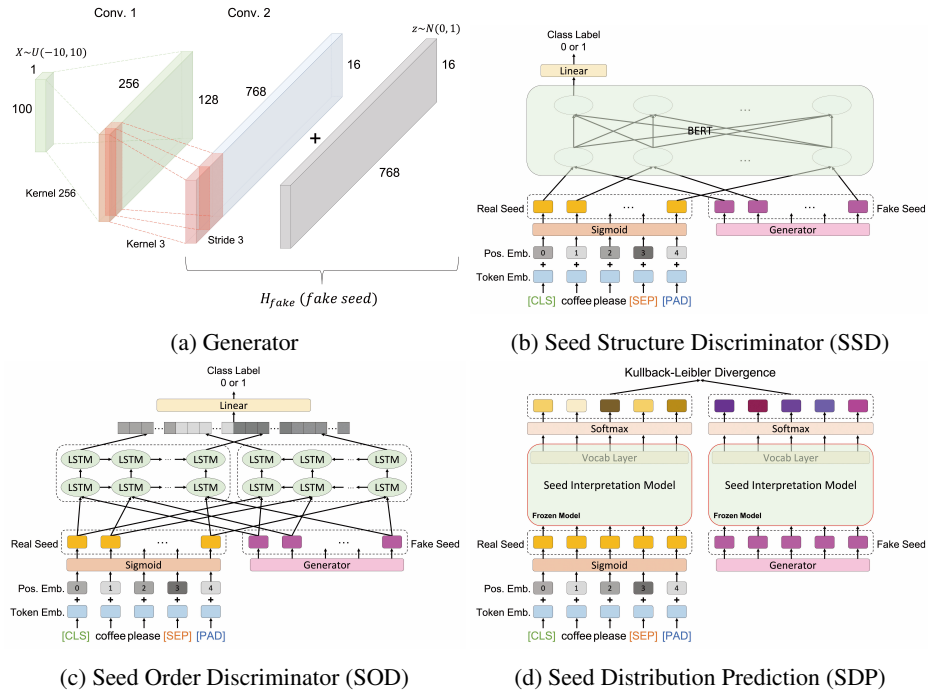 Conv. 1 Conv. 2
X~U(−10, 10)
z~N(0, 1)
1
100
256
128
768
16
16
+
768
Kernel 256
Kernel 3
Stride 3
H_fake (fake seed)
(a) Generator
Class Label
0 or 1
Linear
...
BERT
...
Real Seed ... ... Fake Seed
Sigmoid Generator
Pos. Emb. 0 1 2 3 4
+ + + + +
Token Emb.
[CLS] coffee please [SEP] [PAD]
(b) Seed Structure Discriminator (SSD)
Class Label
0 or 1
Linear
LSTM LSTM ... LSTM LSTM LSTM ... LSTM
LSTM LSTM ... LSTM LSTM LSTM ... LSTM
Real Seed ... ... Fake Seed
Sigmoid Generator
Pos. Emb. 0 1 2 3 4
+ + + + +
Token Emb.
[CLS] coffee please [SEP] [PAD]
(c) Seed Order Discriminator (SOD)
Kullback-Leibler Divergence
Softmax Softmax
Vocab Layer Vocab Layer
Seed Interpretation Model Seed Interpretation Model
Frozen Model Frozen Model
Real Seed Fake Seed
Sigmoid Generator
Pos. Emb. 0 1 2 3 4
+ + + + +
Token Emb.
[CLS] coffee please [SEP] [PAD]
(d) Seed Distribution Prediction (SDP)